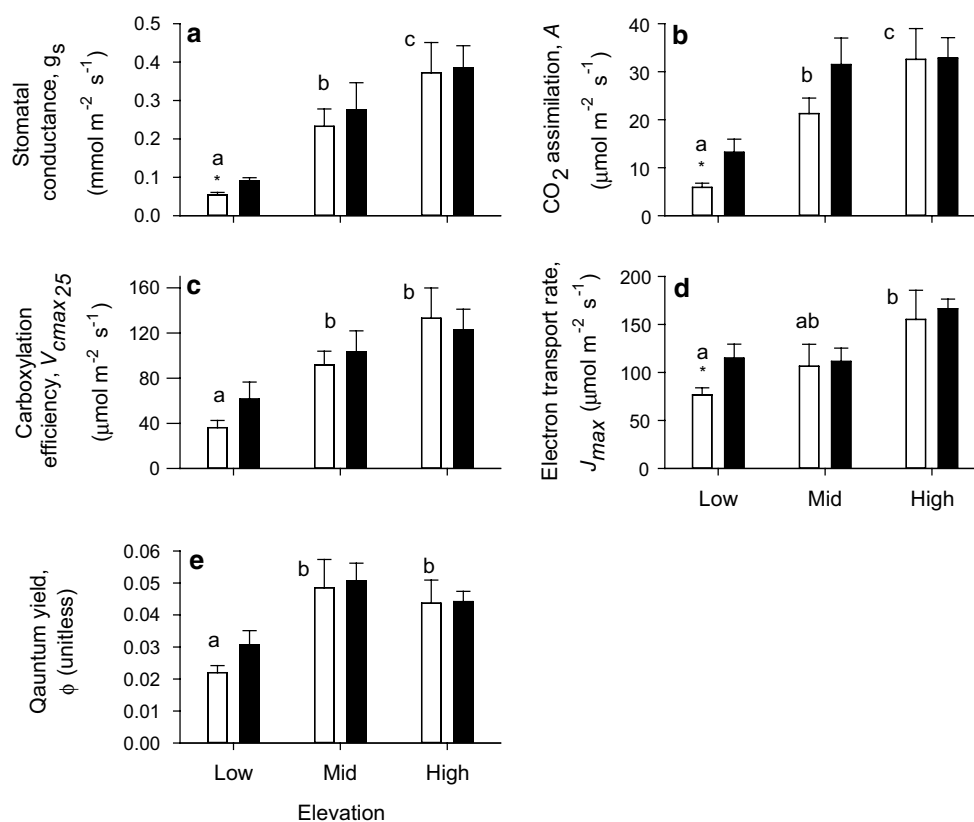 a
Stomatal
conductance, gs
(mmol m-2 s-1)
0.5
0.4
0.3
0.2
0.1
0.0
a
*
b
c
b
CO2 assimilation, A
(μmol m-2 s-1)
40
30
20
10
0
a
*
b
c
c
Carboxylation
efficiency, Vcmax 25
(μmol m-2 s-1)
160
120
80
40
0
a
b
b
d
Electron transport rate,
Jmax (μmol m-2 s-1)
200
150
100
50
0
a
*
ab
b
Low Mid High
e
Qauntum yield,
ϕ (unitless)
0.06
0.05
0.04
0.03
0.02
0.01
0.00
a
b
b
Low Mid High
Elevation